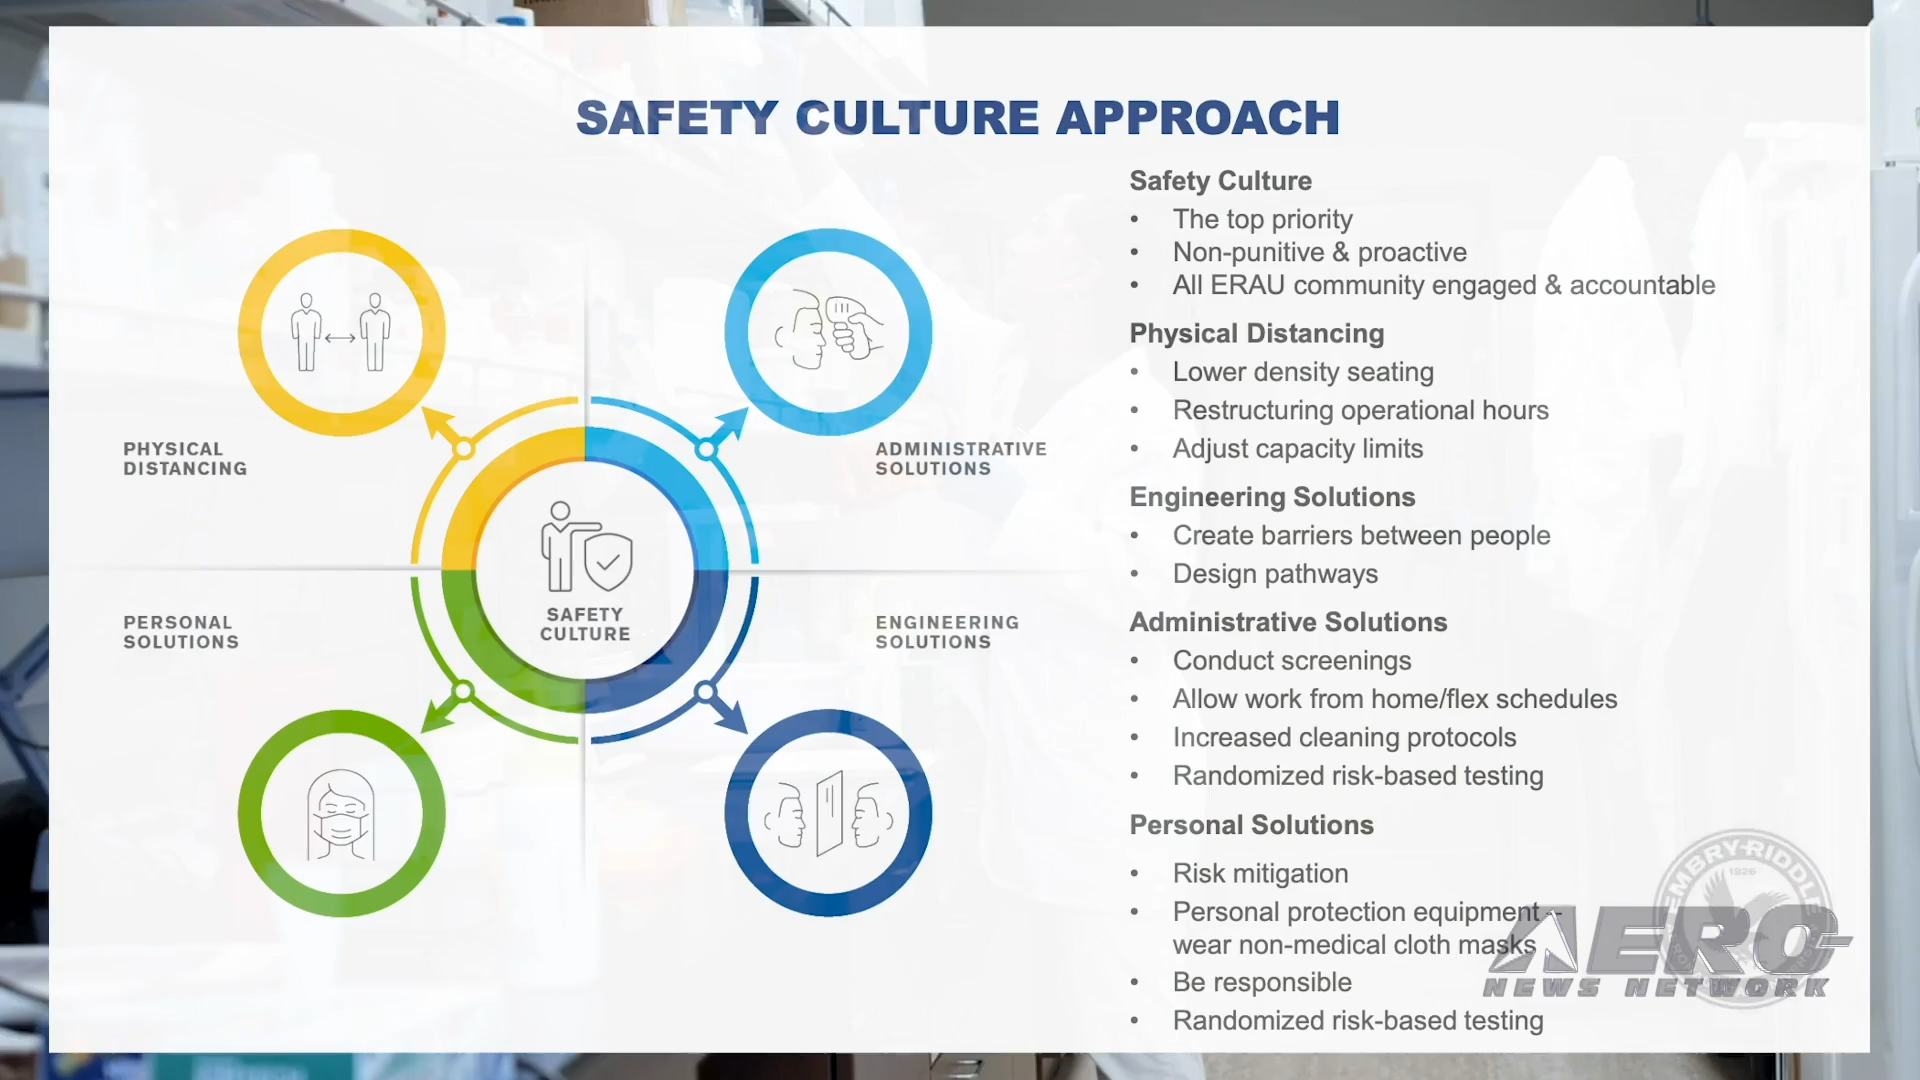 SAFETY CULTURE APPROACH
PHYSICAL
DISTANCING
ADMINISTRATIVE
SOLUTIONS
SAFETY
CULTURE
PERSONAL
SOLUTIONS
ENGINEERING
SOLUTIONS
Safety Culture
• The top priority
• Non-punitive & proactive
• All ERAU community engaged & accountable
Physical Distancing
• Lower density seating
• Restructuring operational hours
• Adjust capacity limits
Engineering Solutions
• Create barriers between people
• Design pathways
Administrative Solutions
• Conduct screenings
• Allow work from home/flex schedules
• Increased cleaning protocols
• Randomized risk-based testing
Personal Solutions
• Risk mitigation
• Personal protection equipment –
wear non-medical cloth masks
• Be responsible
• Randomized risk-based testing
EMBRY-RIDDLE
1926
AERO
NEWS NETWORK